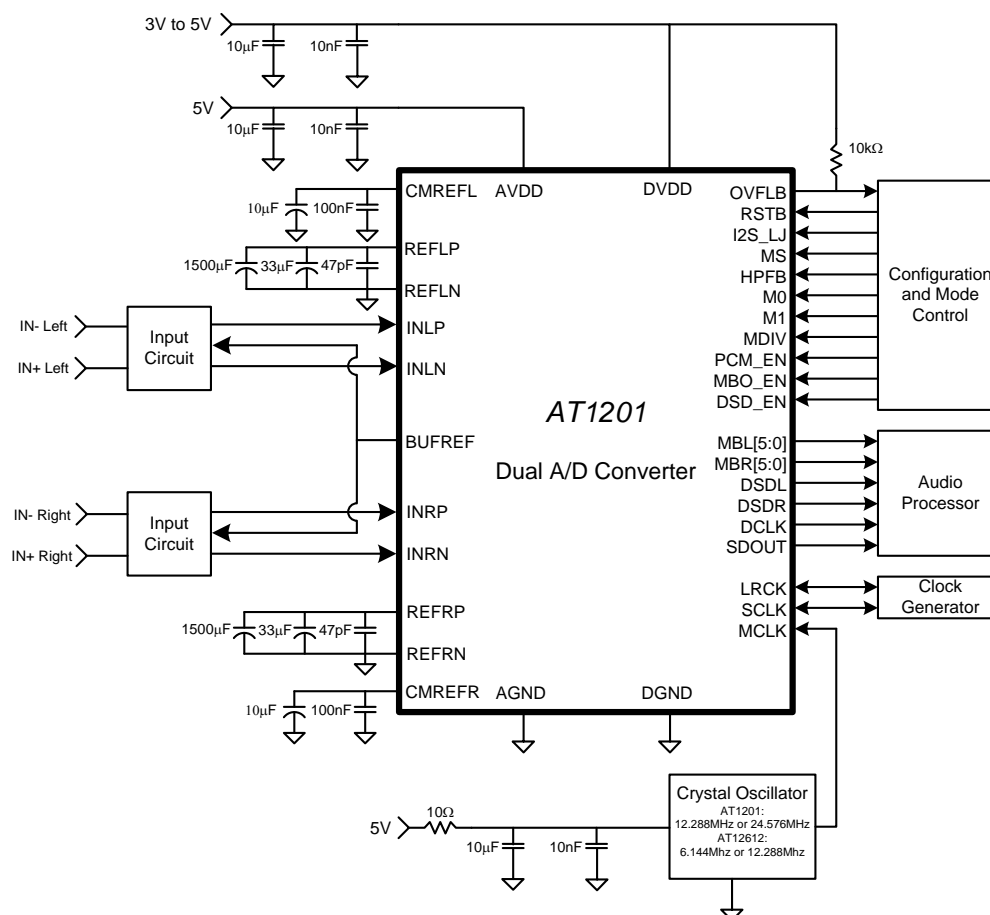 3V to 5V
10μF
10nF
5V
10μF
10nF
10kΩ
CMREFL
AVDD
DVDD
OVFLB
10μF
100nF
RSTB
I2S_LJ
REFLP
MS
1500μF
33μF
47pF
HPFB
Configuration
and Mode
Control
REFLN
M0
IN- Left
Input
Circuit
INLP
M1
MDIV
IN+ Left
INLN
PCM_EN
MBO_EN
DSD_EN
AT1201
BUFREF
MBL[5:0]
Dual A/D Converter
MBR[5:0]
DSDL
Audio
Processor
IN- Right
Input
Circuit
INRP
DSDR
DCLK
IN+ Right
INRN
SDOUT
LRCK
Clock
Generator
REFRP
SCLK
1500μF
33μF
47pF
MCLK
REFRN
CMREFR
AGND
DGND
10μF
100nF
Crystal Oscillator
AT1201:
12.288Mhz or 24.576Mhz
AT12612:
6.144Mhz or 12.288Mhz
5V
10Ω
10μF
10nF